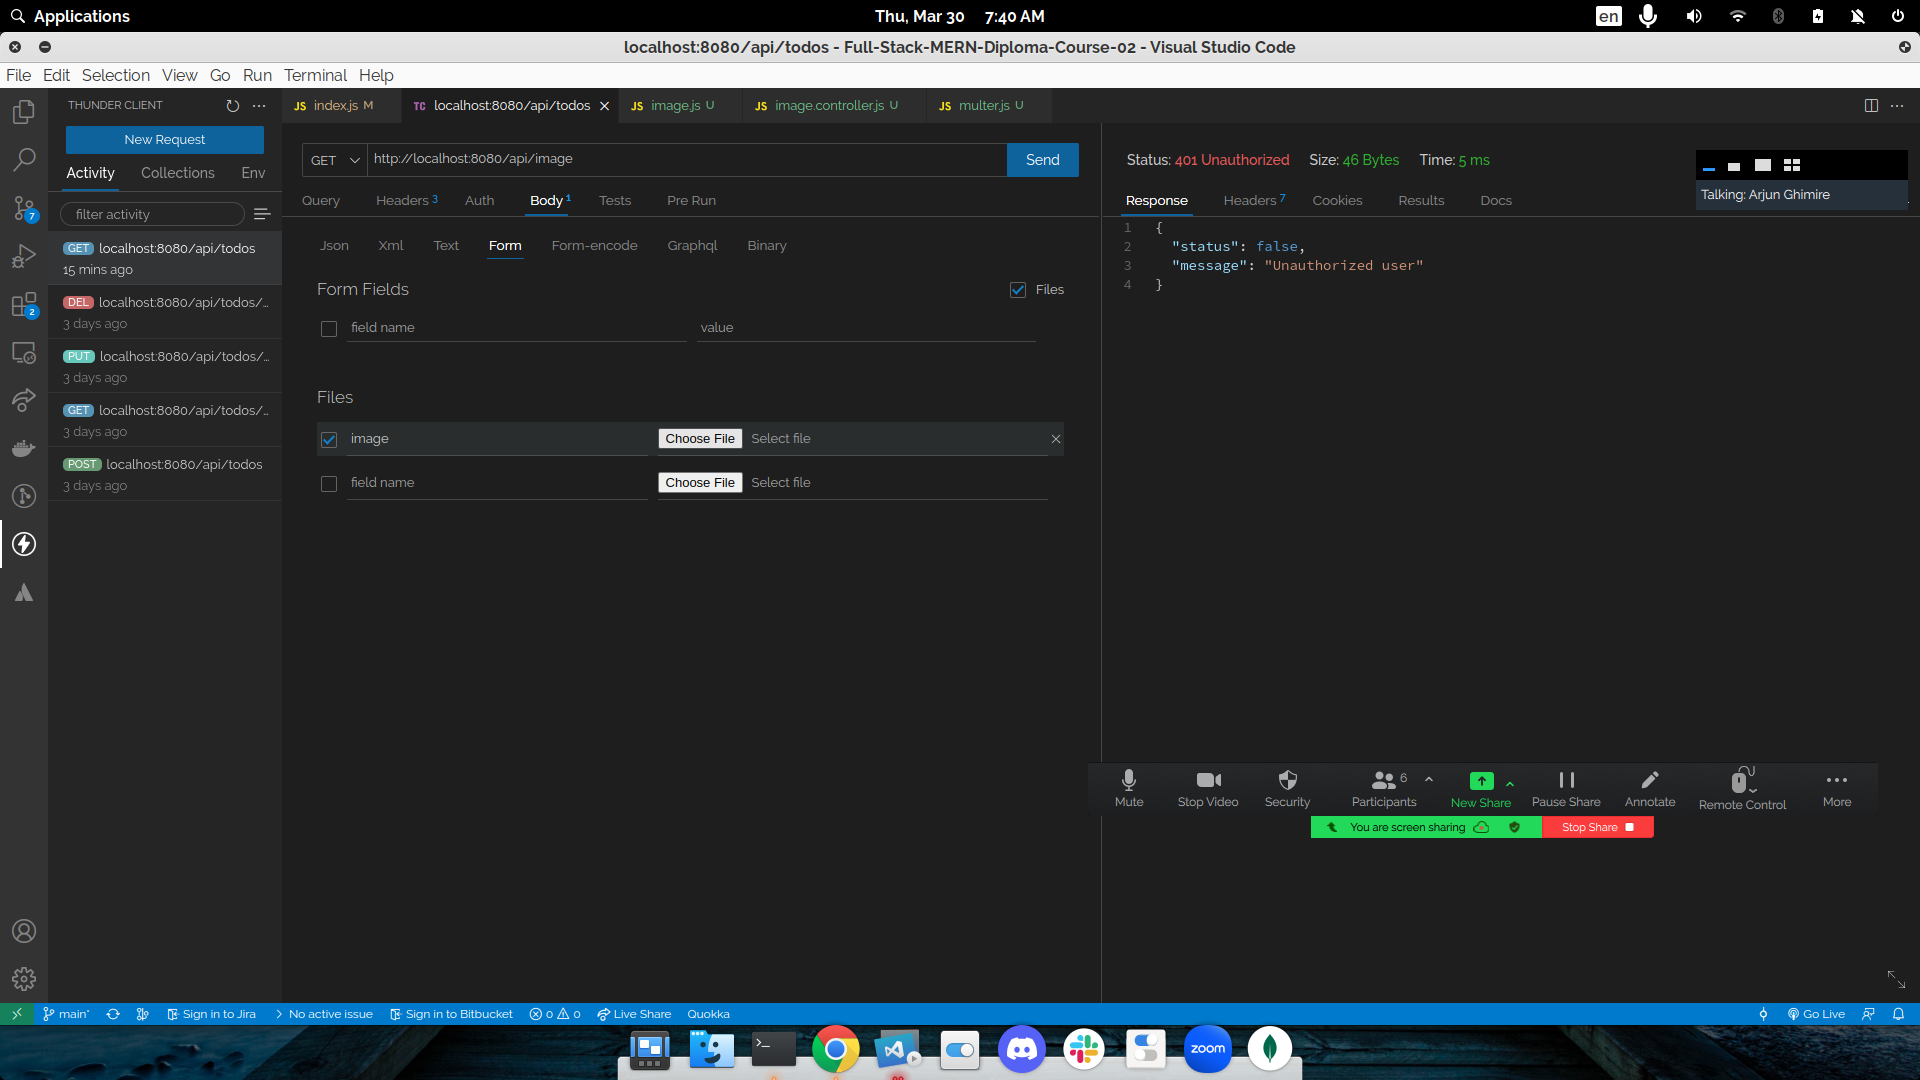 Applications
Thu, Mar 30 7:40 AM
en
localhost:8080/api/todos - Full-Stack-MERN-Diploma-Course-02 - Visual Studio Code
File Edit Selection View Go Run Terminal Help
THUNDER CLIENT
New Request
Activity Collections Env
filter activity
GET localhost:8080/api/todos
15 mins ago
DEL localhost:8080/api/todos/...
3 days ago
PUT localhost:8080/api/todos/...
3 days ago
GET localhost:8080/api/todos/...
3 days ago
POST localhost:8080/api/todos
3 days ago
7
2
JS index.js M
TC localhost:8080/api/todos
JS image.js U
JS image.controller.js U
JS multer.js U
GET http://localhost:8080/api/image Send
Query Headers 3 Auth Body 1 Tests Pre Run
Json Xml Text Form Form-encode Graphql Binary
Form Fields Files
field name value
Files
image Choose File Select file
field name Choose File Select file
Status: 401 Unauthorized Size: 46 Bytes Time: 5 ms
Talking: Arjun Ghimire
Response Headers 7 Cookies Results Docs
1 {
2 "status": false,
3 "message": "Unauthorized user"
4 }
Mute Stop Video Security Participants 6 New Share Pause Share Annotate Remote Control More
You are screen sharing Stop Share
main* Sign in to Jira No active issue Sign in to Bitbucket 0 0 Live Share Quokka Go Live
zoom